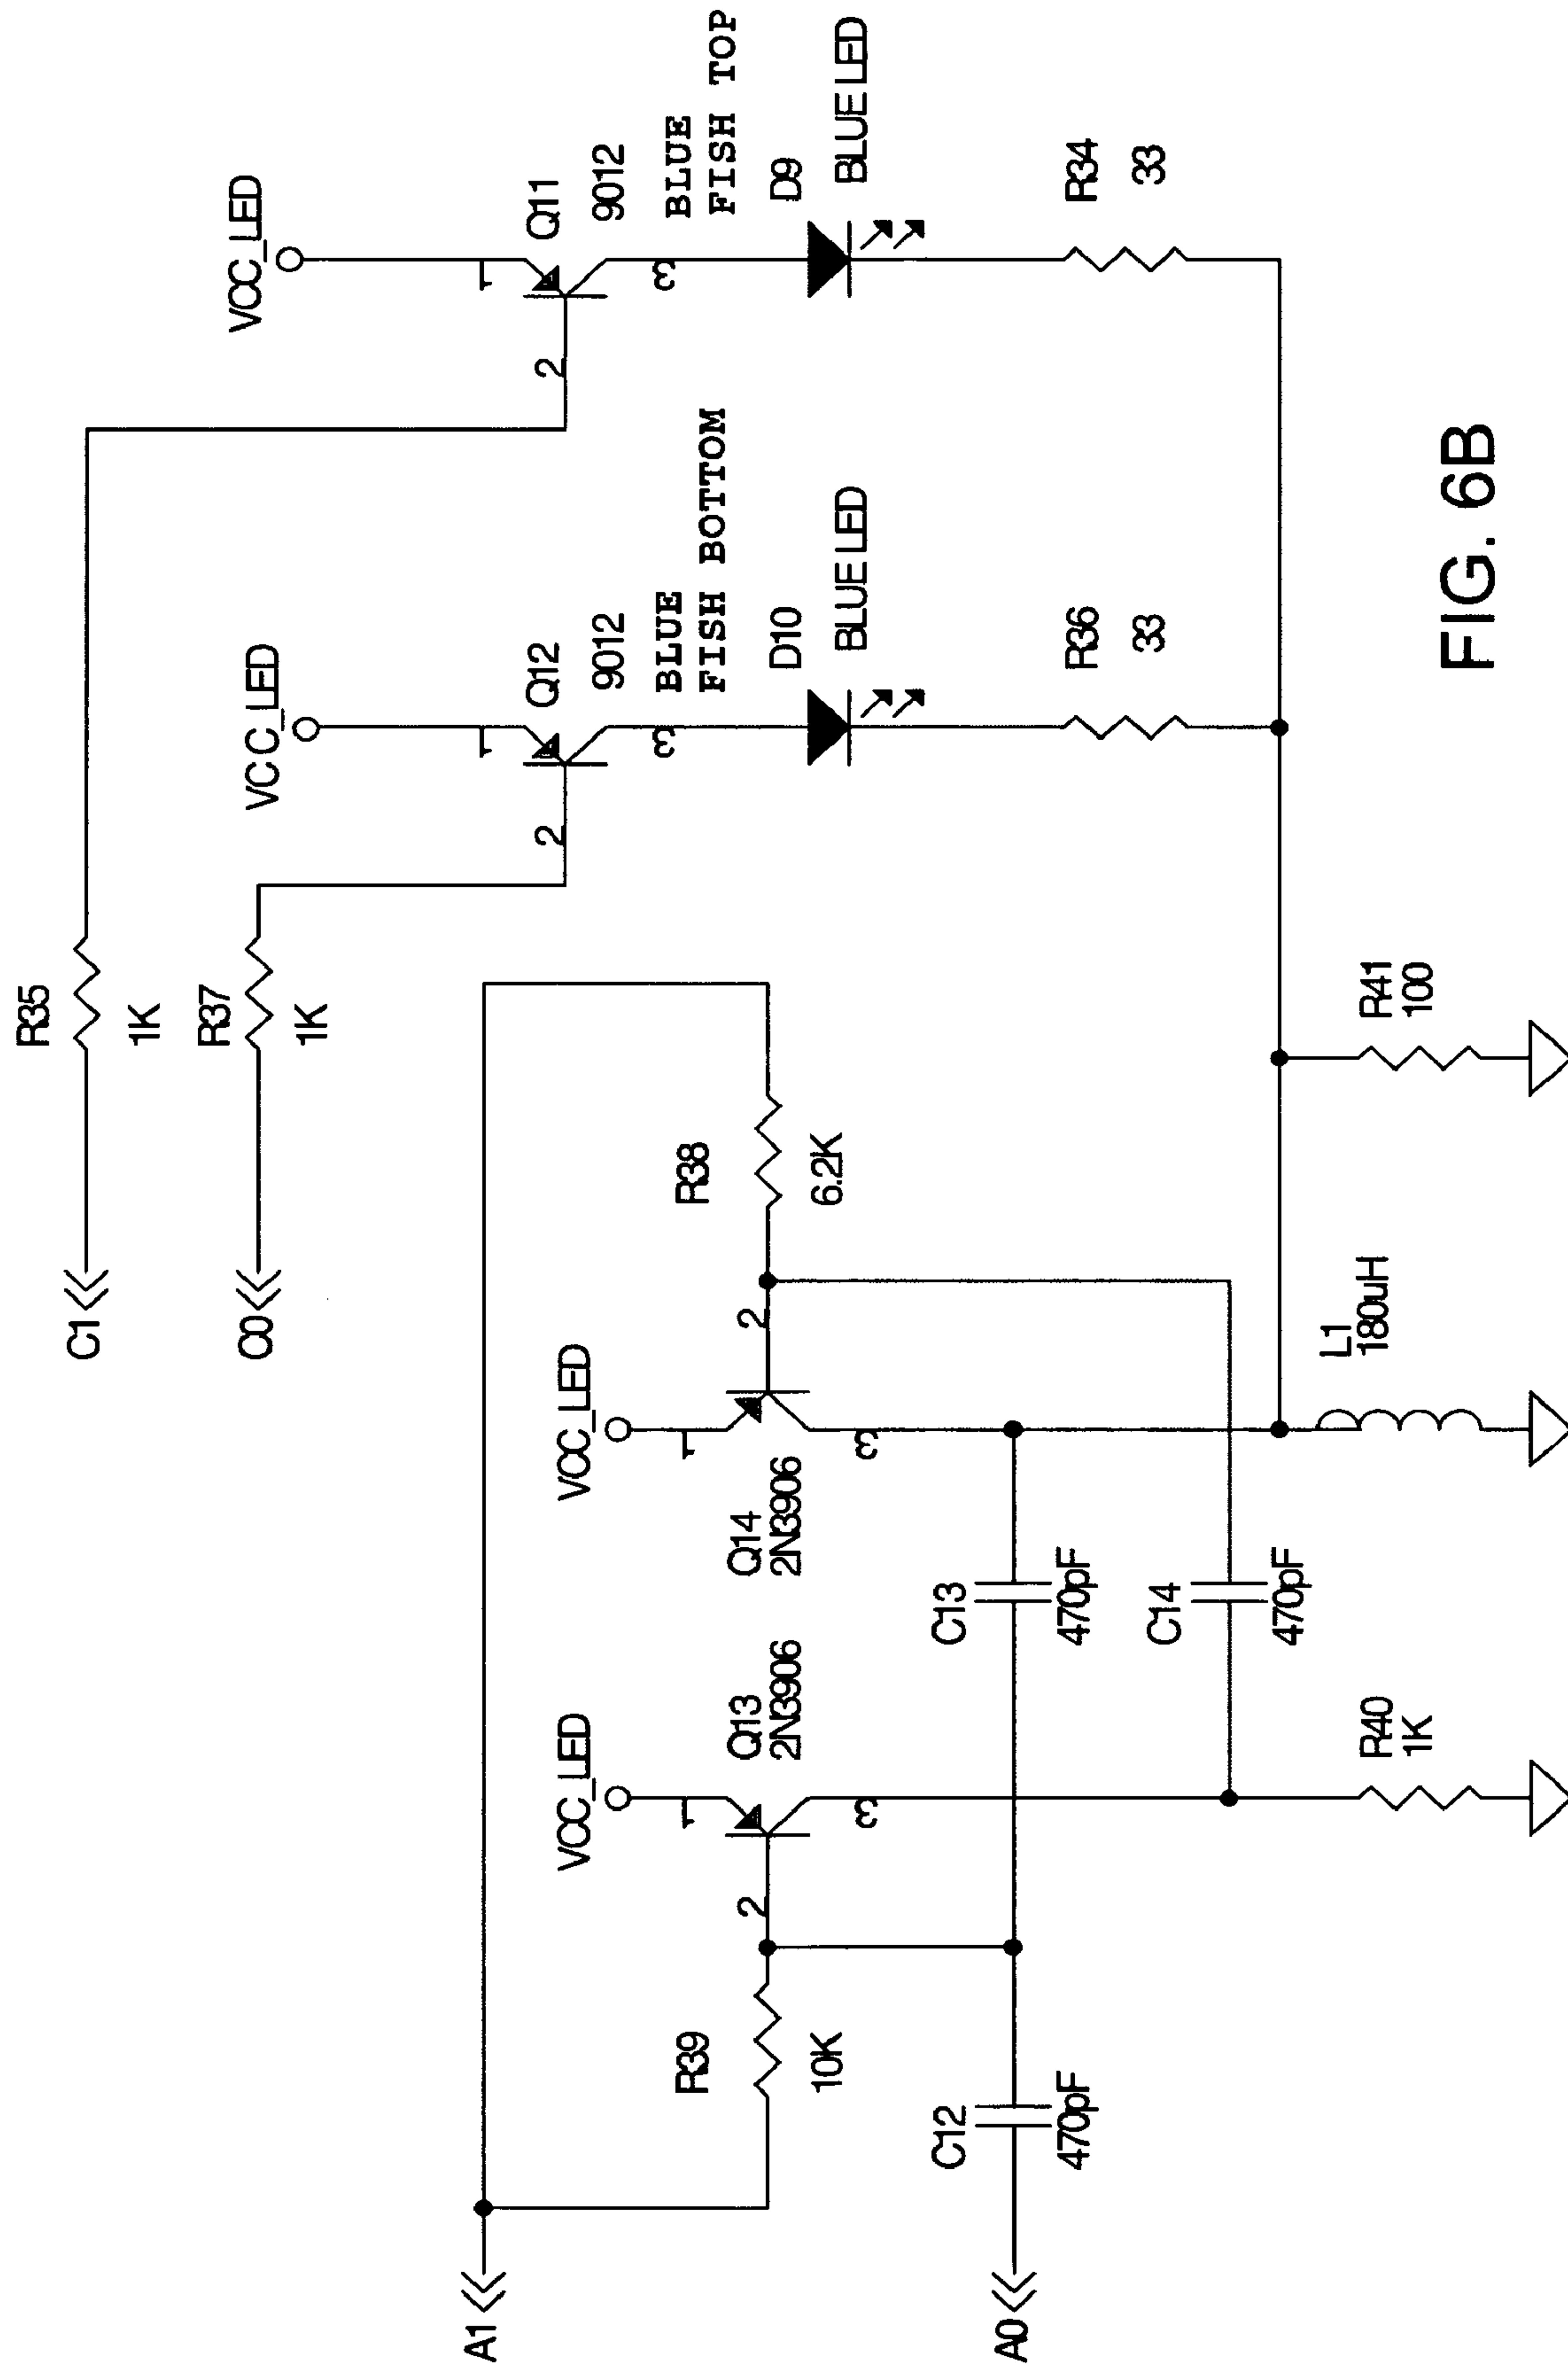 C1
R35
1K
C0
R37
1K
VCC_LED
1
Q11
9012
2
3
BLUE
FISH TOP
D9
BLUE LED
R34
33
VCC_LED
1
Q12
9012
2
3
BLUE
FISH BOTTOM
D10
BLUE LED
R36
33
A1
R38
6.2K
VCC_LED
1
Q14
2N3906
2
3
VCC_LED
1
Q13
2N3906
2
3
R39
10K
A0
C12
470pF
C13
470pF
C14
470pF
R40
1K
L1
180uH
R41
100
FIG. 6B